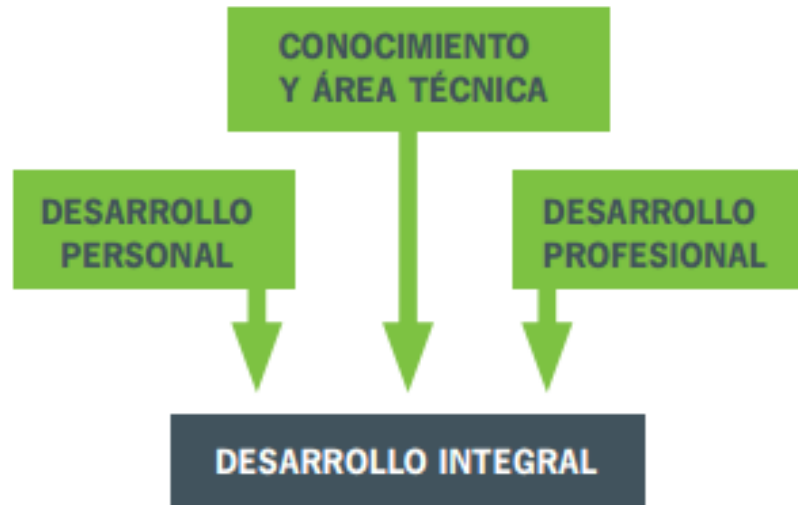 CONOCIMIENTO
Y ÁREA TÉCNICA
DESARROLLO
PERSONAL
DESARROLLO
PROFESIONAL
DESARROLLO INTEGRAL